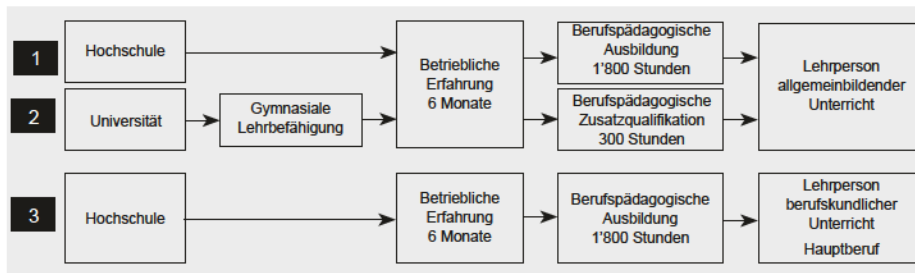 1
Hochschule
Betriebliche
Erfahrung
6 Monate
Berufspädagogische
Ausbildung
1'800 Stunden
Lehrperson
allgemeinbildender
Unterricht
2
Universität
Gymnasiale
Lehrbefähigung
Berufspädagogische
Zusatzqualifikation
300 Stunden
3
Hochschule
Betriebliche
Erfahrung
6 Monate
Berufspädagogische
Ausbildung
1'800 Stunden
Lehrperson
berufskundlicher
Unterricht
Hauptberuf